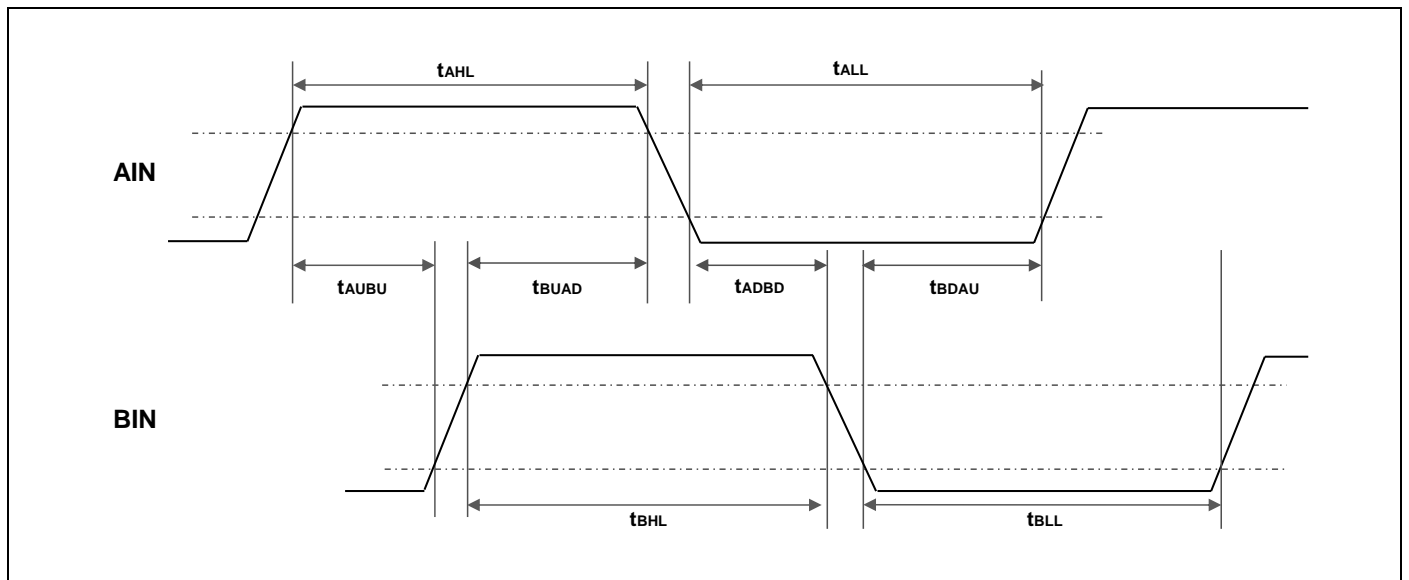 tAHL tALL
AIN
tAUBU tBUAD tADBD tBDAU
BIN
tBHL tBLL